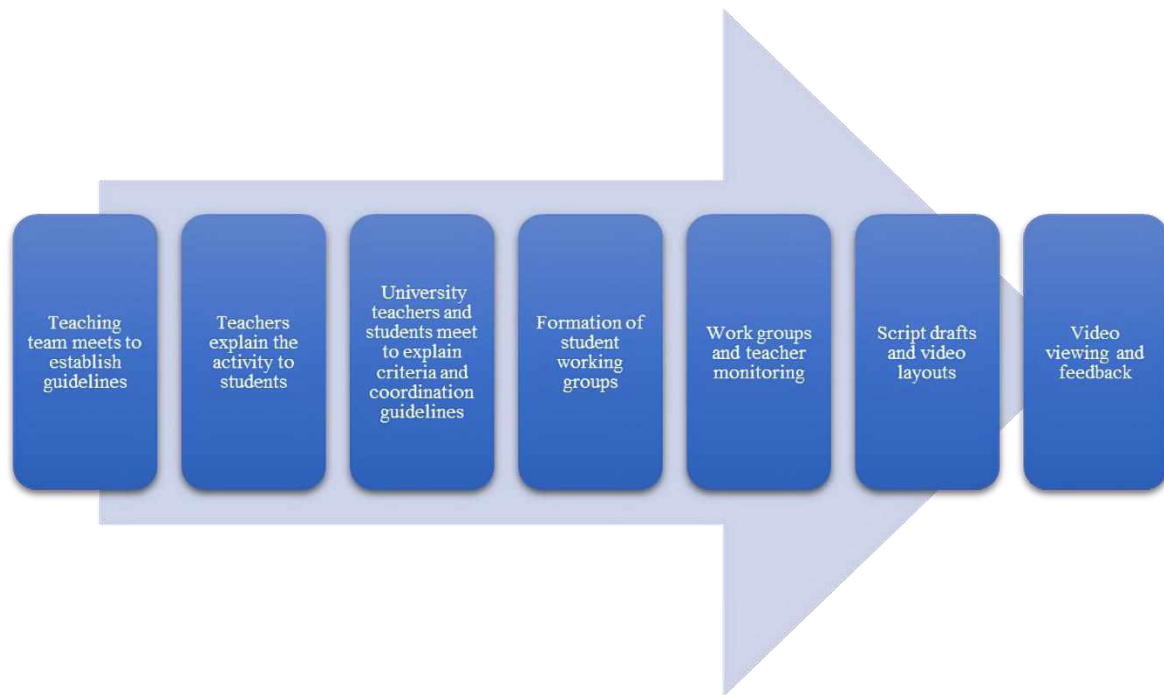 Teaching
team meets to
establish
guidelines
Teachers
explain the
activity to
students
University
teachers and
students meet
to explain
criteria and
coordination
guidelines
Formation of
student
working
groups
Work groups
and teacher
monitoring
Script drafts
and video
layouts
Video
viewing and
feedback